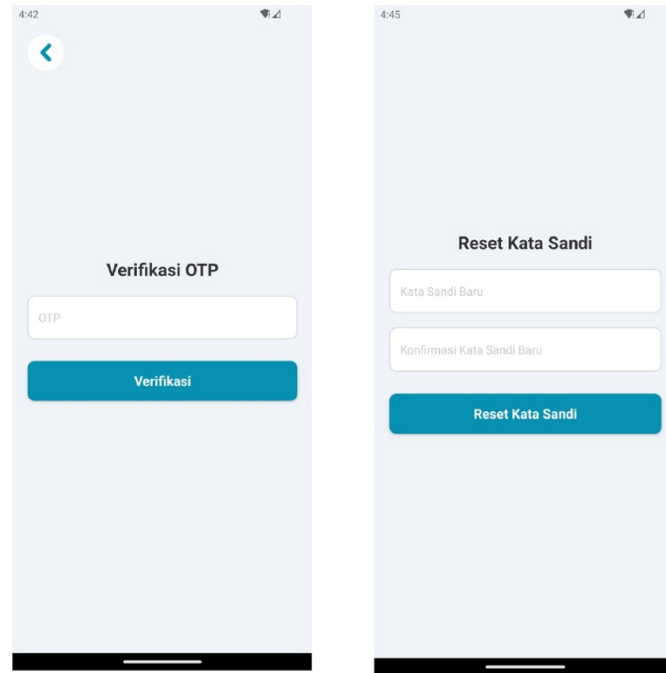 4:42
Verifikasi OTP
OTP
Verifikasi
4:45
Reset Kata Sandi
Kata Sandi Baru
Konfirmasi Kata Sandi Baru
Reset Kata Sandi